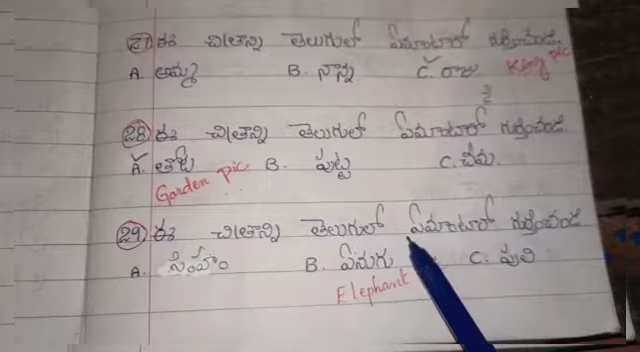 27) ఈ చిత్రాన్ని తెలుగులో ఏమంటారో గుర్తించండి.
A. అమ్మ B. నాన్న C. రాజు King pic
28) ఈ చిత్రాన్ని తెలుగులో ఏమంటారో గుర్తించండి
A. తోట B. పుట్ట C. చీమ
Garden pic
29) ఈ చిత్రాన్ని తెలుగులో ఏమంటారో గుర్తించండి
A. సింహం B. ఏనుగు C. పులి
Elephant